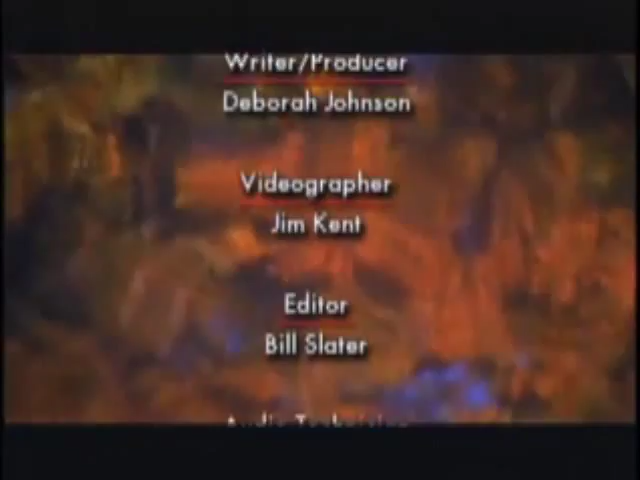 Writer/Producer
Deborah Johnson
Videographer
Jim Kent
Editor
Bill Slater